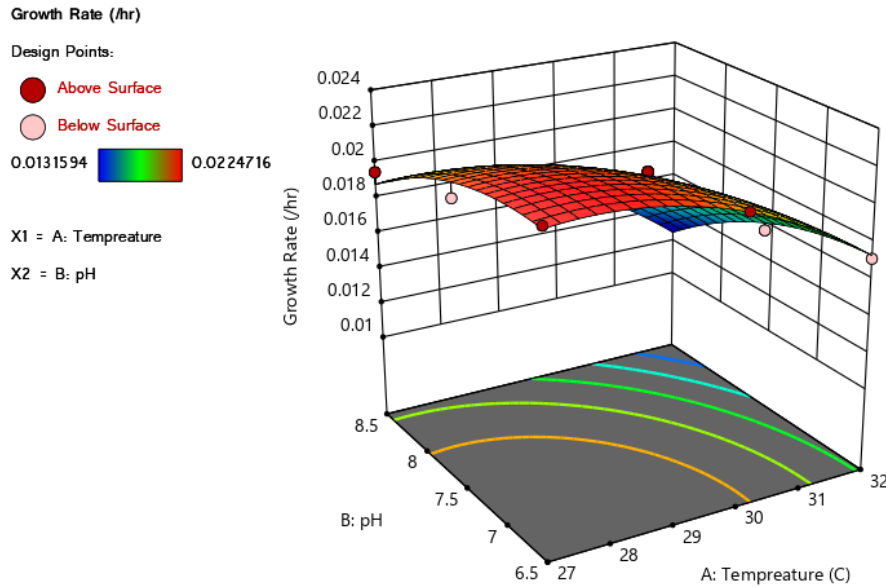 Growth Rate (/hr)
Design Points:
Above Surface
Below Surface
0.0131594 0.0224716
X1 = A: Tempreature
X2 = B: pH
0.024
0.022
0.02
0.018
0.016
0.014
0.012
0.01
Growth Rate (/hr)
8.5
8
7.5
7
6.5
B: pH
27
28
29
30
31
32
A: Tempreature (C)